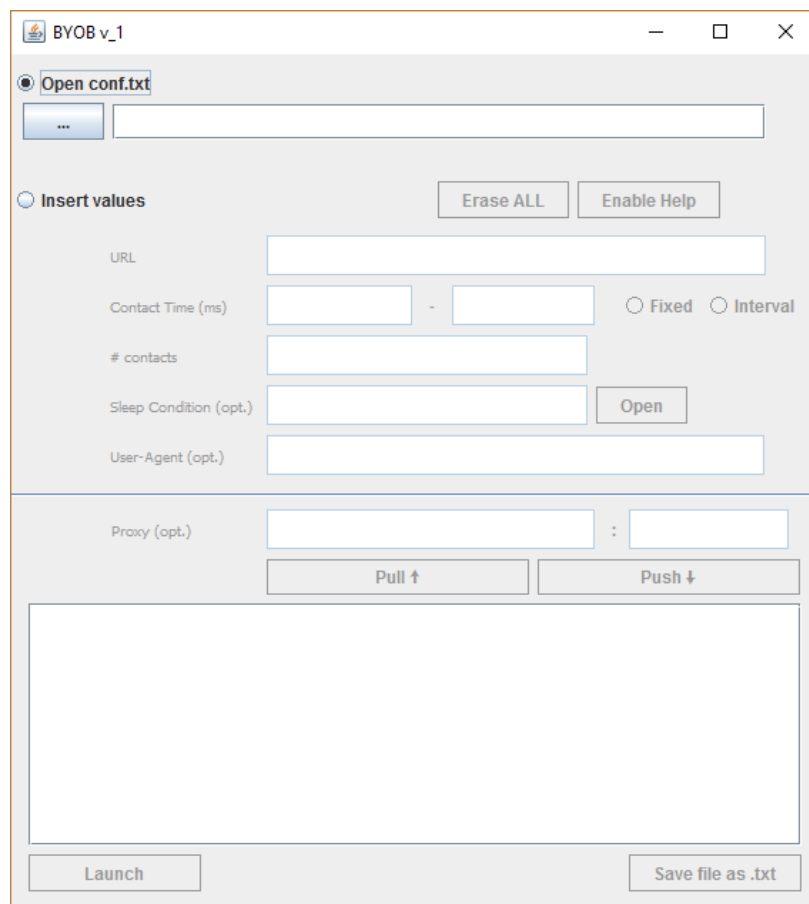 BYOB v_1
Open conf.txt
...
Insert values Erase ALL Enable Help
URL
Contact Time (ms) - Fixed Interval
# contacts
Sleep Condition (opt.) Open
User-Agent (opt.)
Proxy (opt.) :
Pull ↑ Push ↓
Launch Save file as .txt